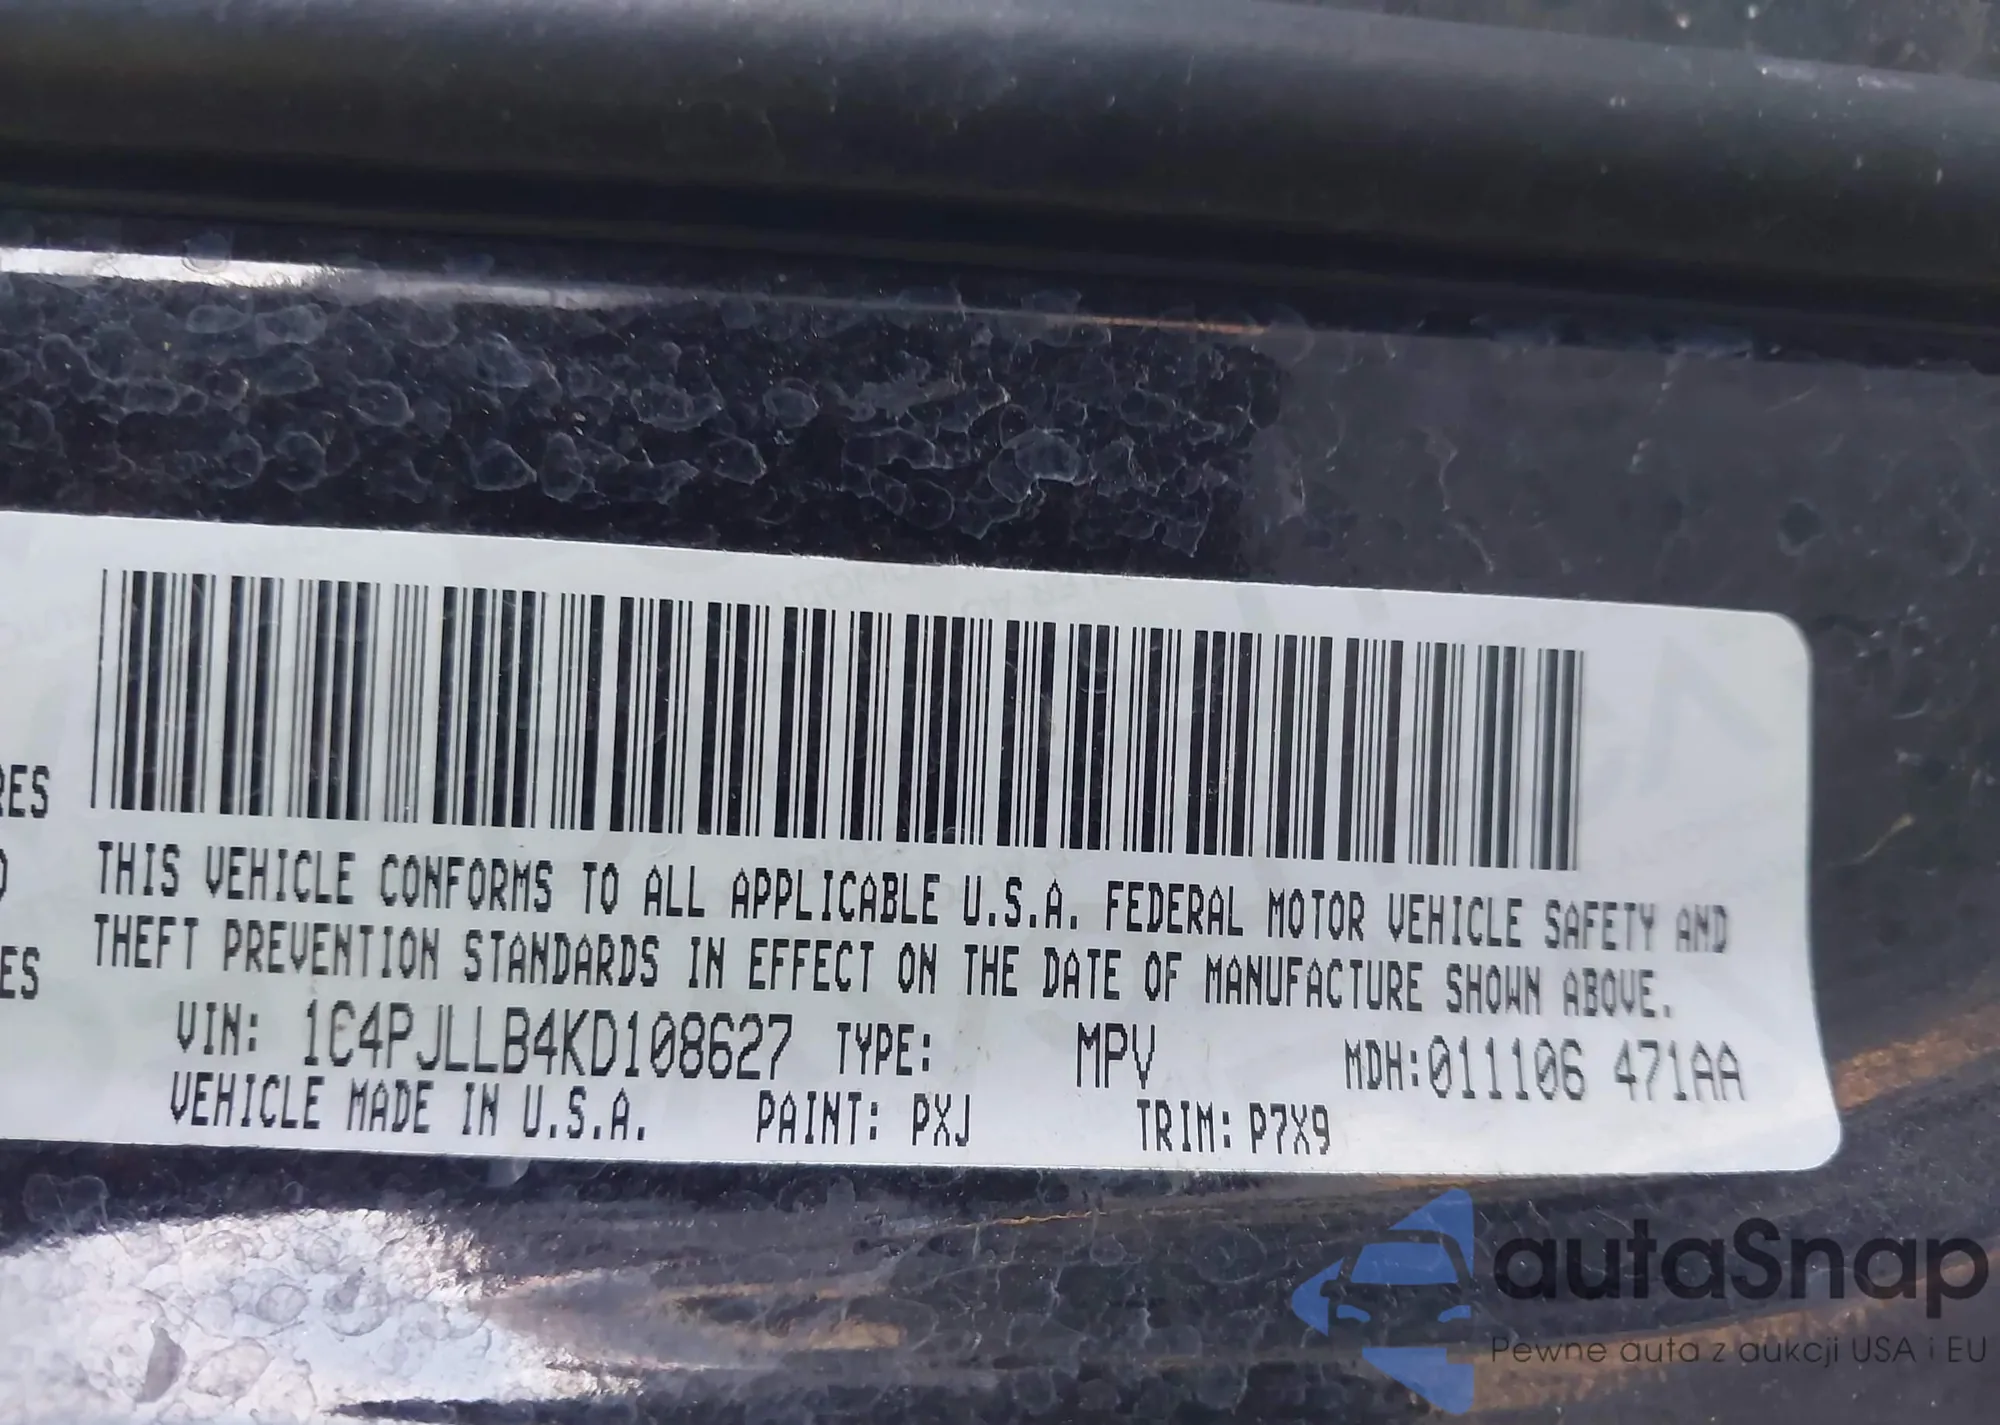 RES
ES
THIS VEHICLE CONFORMS TO ALL APPLICABLE U.S.A. FEDERAL MOTOR VEHICLE SAFETY AND
THEFT PREVENTION STANDARDS IN EFFECT ON THE DATE OF MANUFACTURE SHOWN ABOVE.
VIN: 1C4PJLLB4KD108627 TYPE: MPV MDH:011106 471AA
VEHICLE MADE IN U.S.A. PAINT: PXJ TRIM: P7X9
autaSnap
Pewne auta z aukcji USA i EU